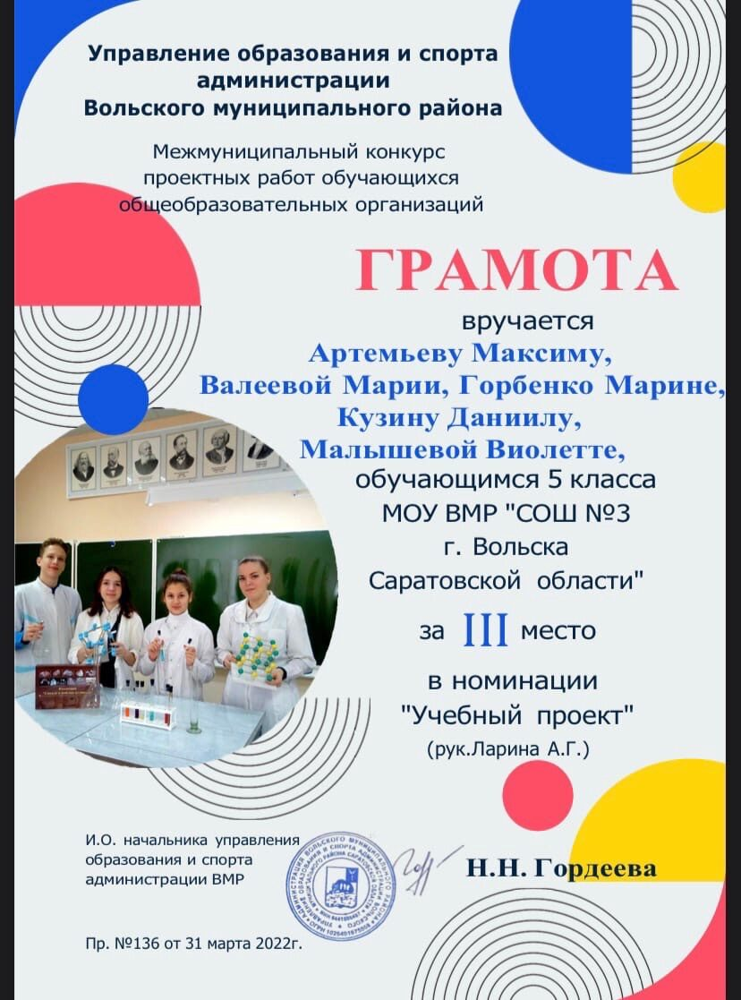 Управление образования и спорта
администрации
Вольского муниципального района
Межмуниципальный конкурс
проектных работ обучающихся
общеобразовательных организаций
ГРАМОТА
вручается
Артемьеву Максиму,
Валеевой Марии, Горбенко Марине,
Кузину Даниилу,
Малышевой Виолетте,
обучающимся 5 класса
МОУ ВМР "СОШ №3
г. Вольска
Саратовской области"
за III место
в номинации
"Учебный проект"
(рук.Ларина А.Г.)
И.О. начальника управления
образования и спорта
администрации ВМР
Н.Н. Гордеева
Пр. №136 от 31 марта 2022г.